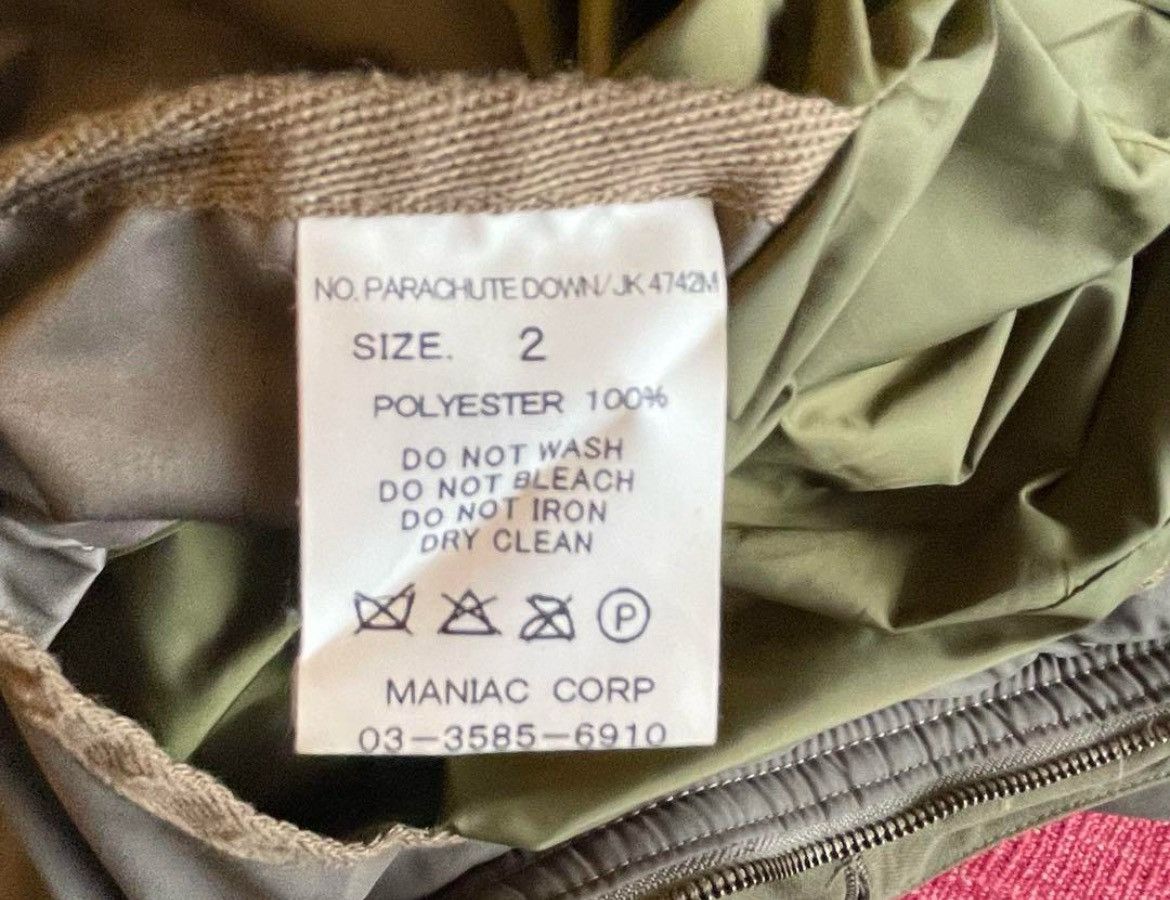 NO. PARACHUTE DOWN/JK 4742M
SIZE. 2
POLYESTER 100%
DO NOT WASH
DO NOT BLEACH
DO NOT IRON
DRY CLEAN
P
MANIAC CORP
03-3585-6910